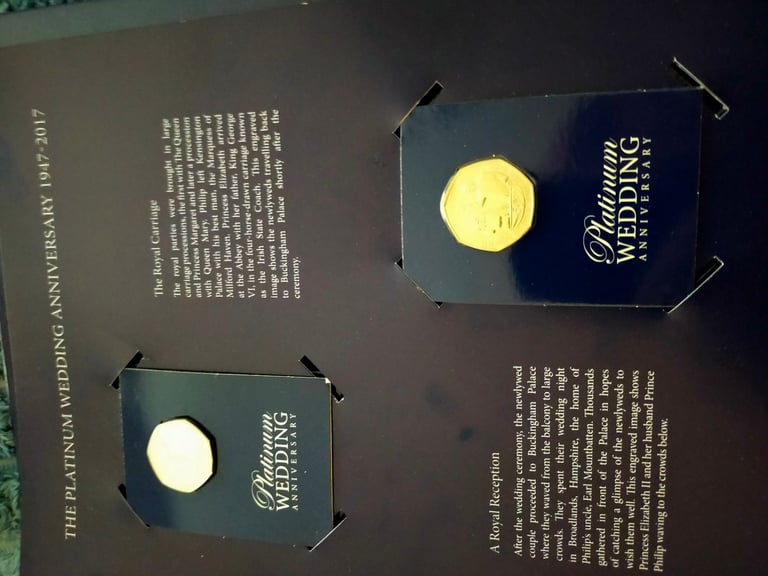 THE PLATINUM WEDDING ANNIVERSARY 1947-2017
The Royal Carriage
The royal parties were brought in large
carriage processions, the first with The Queen
and Princess Margaret and later a procession
with Queen Mary. Philip left Kensington
Palace with his best man, the Marquess of
Milford Haven. Princess Elizabeth arrived
at the Abbey with her father, King George
VI, in the four-horse-drawn carriage known
as the Irish State Coach. This engraved
image shows the newlyweds travelling back
to Buckingham Palace shortly after the
ceremony.
Platinum
WEDDING
ANNIVERSARY
Platinum
WEDDING
ANNIVERSARY
A Royal Reception
After the wedding ceremony, the newlywed
couple proceeded to Buckingham Palace
where they waved from the balcony to large
crowds. They spent their wedding night
in Broadlands, Hampshire, the home of
Philip's uncle, Earl Mountbatten. Thousands
gathered in front of the Palace in hopes
of catching a glimpse of the newlyweds to
wish them well. This engraved image shows
Princess Elizabeth II and her husband Prince
Philip waving to the crowds below.